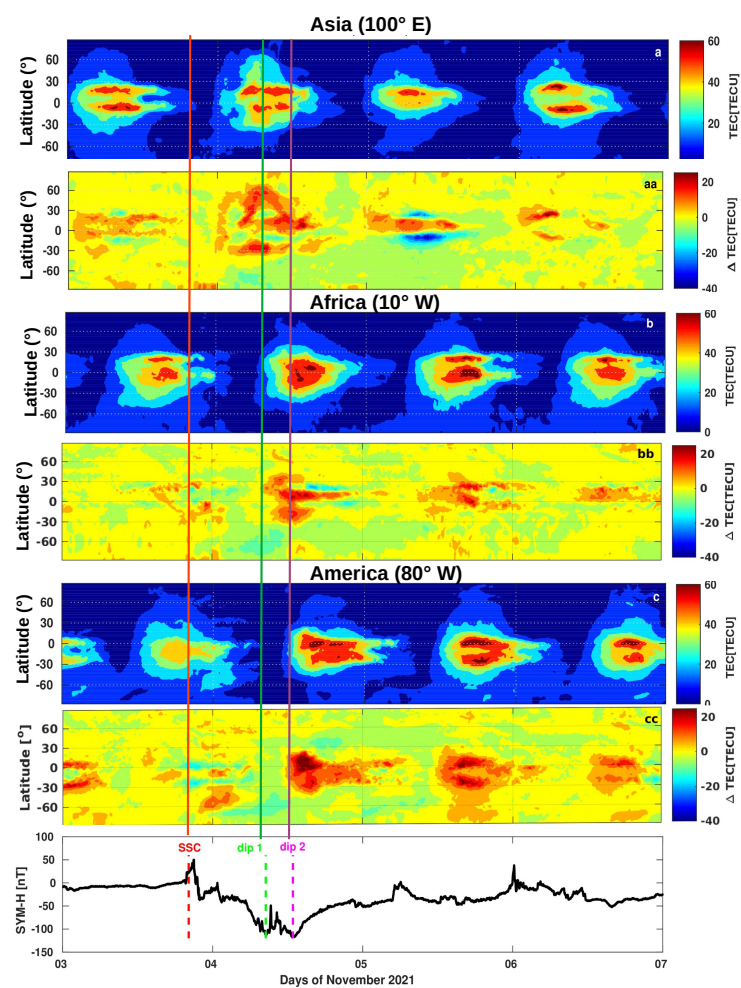 Asia (100° E)
a
Latitude (°)
60
30
0
-30
-60
60
40
20
0
TEC[TECU]
aa
Latitude (°)
60
30
0
-30
-60
20
0
-20
-40
Δ TEC[TECU]
Africa (10° W)
b
Latitude (°)
60
30
0
-30
-60
60
40
20
0
TEC[TECU]
bb
Latitude (°)
60
30
0
-30
-60
20
0
-20
-40
Δ TEC[TECU]
America (80° W)
c
Latitude (°)
60
30
0
-30
-60
60
40
20
0
TEC[TECU]
cc
Latitude [°]
60
30
0
-30
-60
20
0
-20
-40
Δ TEC[TECU]
SYM-H [nT]
100
50
0
-50
-100
-150
SSC
dip 1
dip 2
03
04
05
06
07
Days of November 2021